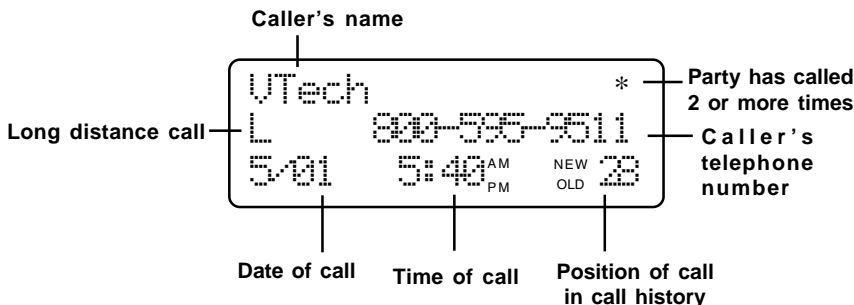 Caller's name
VTech *
Party has called
2 or more times
Long distance call
L 800-595-9511
Caller's
telephone
number
5/01 5:40 AM PM NEW OLD 28
Date of call
Time of call
Position of call
in call history